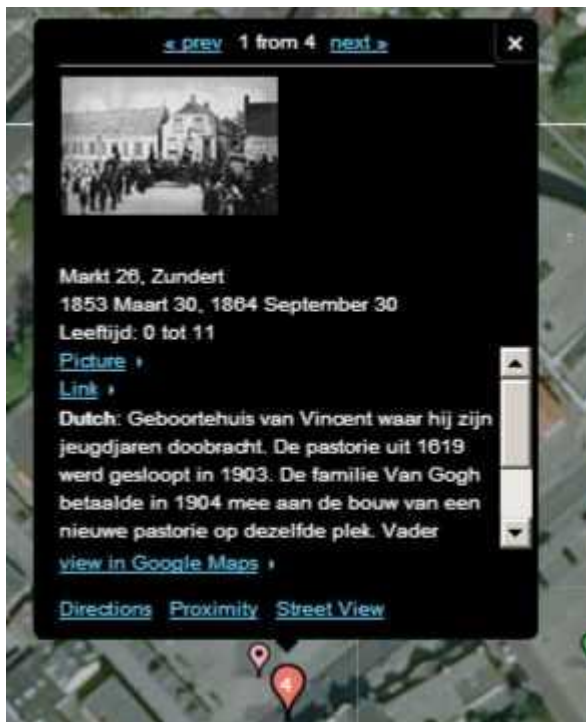 « prev 1 from 4 next » ×
Markt 26, Zundert
1853 Maart 30, 1864 September 30
Leeftijd: 0 tot 11
Picture ›
Link ›
Dutch: Geboortehuis van Vincent waar hij zijn
jeugdjaren doobracht. De pastorie uit 1619
werd gesloopt in 1903. De familie Van Gogh
betaalde in 1904 mee aan de bouw van een
nieuwe pastorie op dezelfde plek. Vader
view in Google Maps ›
Directions Proximity Street View
4